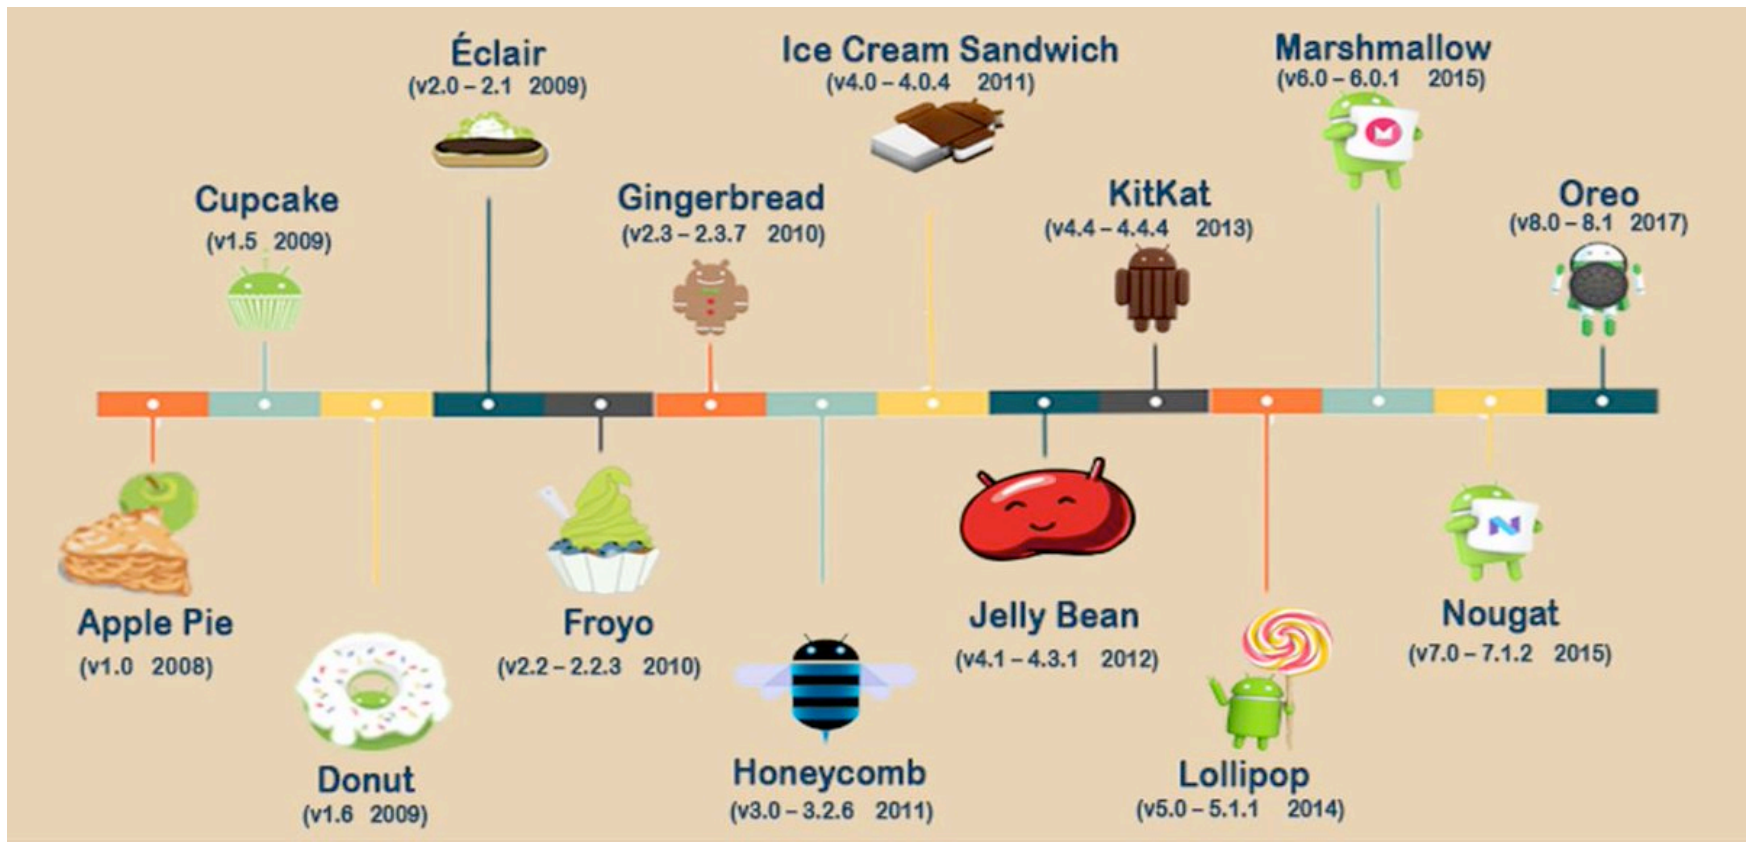 Éclair
(v2.0 – 2.1 2009)
Ice Cream Sandwich
(v4.0 – 4.0.4 2011)
Marshmallow
(v6.0 – 6.0.1 2015)
M
Cupcake
(v1.5 2009)
Gingerbread
(v2.3 – 2.3.7 2010)
KitKat
(v4.4 – 4.4.4 2013)
Oreo
(v8.0 – 8.1 2017)
Apple Pie
(v1.0 2008)
Froyo
(v2.2 – 2.2.3 2010)
Jelly Bean
(v4.1 – 4.3.1 2012)
N
Nougat
(v7.0 – 7.1.2 2015)
Donut
(v1.6 2009)
Honeycomb
(v3.0 – 3.2.6 2011)
Lollipop
(v5.0 – 5.1.1 2014)